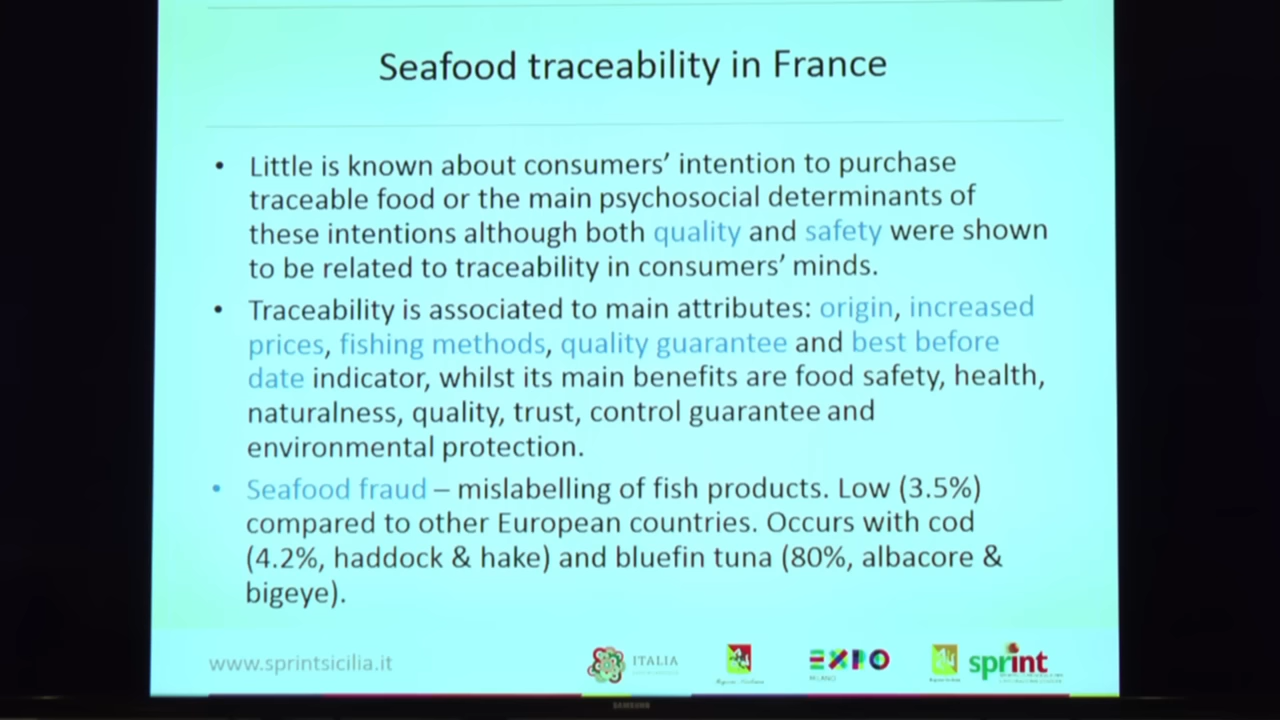 Seafood traceability in France
• Little is known about consumers’ intention to purchase
traceable food or the main psychosocial determinants of
these intentions although both quality and safety were shown
to be related to traceability in consumers’ minds.
• Traceability is associated to main attributes: origin, increased
prices, fishing methods, quality guarantee and best before
date indicator, whilst its main benefits are food safety, health,
naturalness, quality, trust, control guarantee and
environmental protection.
• Seafood fraud – mislabelling of fish products. Low (3.5%)
compared to other European countries. Occurs with cod
(4.2%, haddock & hake) and bluefin tuna (80%, albacore &
bigeye).
www.sprintsicilia.it
ITALIA
EXPO
MILANO
sprint
SAMSUNG